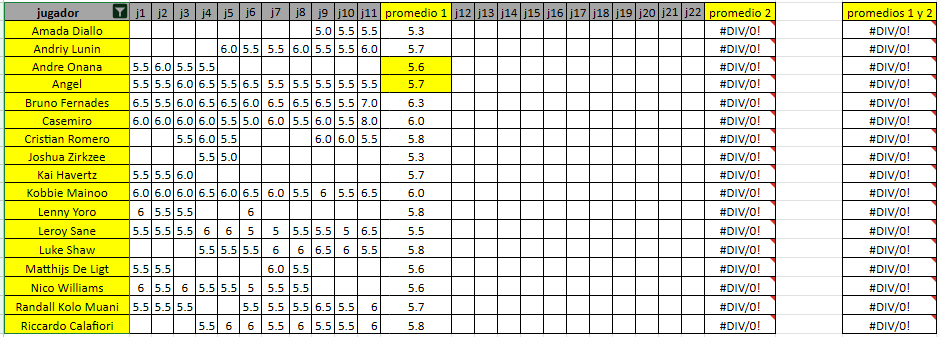 jugador j1 j2 j3 j4 j5 j6 j7 j8 j9 j10 j11 promedio 1 j12 j13 j14 j15 j16 j17 j18 j19 j20 j21 j22 promedio 2 promedios 1 y 2
Amada Diallo 5.0 5.5 5.5 5.3 #DIV/0! #DIV/0!
Andriy Lunin 6.0 5.5 5.5 6.0 5.5 5.5 6.0 5.7 #DIV/0! #DIV/0!
Andre Onana 5.5 6.0 5.5 5.5 5.6 #DIV/0! #DIV/0!
Angel 5.5 5.5 6.0 6.5 5.5 6.5 5.5 5.5 5.5 5.5 5.5 5.7 #DIV/0! #DIV/0!
Bruno Fernades 6.5 5.5 6.0 6.5 6.5 6.0 6.5 6.5 6.5 5.5 7.0 6.3 #DIV/0! #DIV/0!
Casemiro 6.0 6.0 6.0 6.0 5.5 5.0 6.0 5.5 6.0 5.5 8.0 6.0 #DIV/0! #DIV/0!
Cristian Romero 5.5 6.0 5.5 6.0 6.0 5.5 5.8 #DIV/0! #DIV/0!
Joshua Zirkzee 5.5 5.0 5.3 #DIV/0! #DIV/0!
Kai Havertz 5.5 5.5 6.0 5.7 #DIV/0! #DIV/0!
Kobbie Mainoo 6.0 6.0 6.0 6.5 6.0 6.5 6.0 5.5 6 5.5 6.5 6.0 #DIV/0! #DIV/0!
Lenny Yoro 6 5.5 5.5 6 5.8 #DIV/0! #DIV/0!
Leroy Sane 5.5 5.5 5.5 6 6 5 5 5.5 5.5 5 6.5 5.5 #DIV/0! #DIV/0!
Luke Shaw 5.5 5.5 5.5 6 6 6.5 6 5.5 5.8 #DIV/0! #DIV/0!
Matthijs De Ligt 5.5 5.5 6.0 5.5 5.6 #DIV/0! #DIV/0!
Nico Williams 6 5.5 6 5.5 5.5 5 5.5 5.5 5.6 #DIV/0! #DIV/0!
Randall Kolo Muani 5.5 5.5 5.5 5.5 5.5 5.5 6.5 5.5 6 5.7 #DIV/0! #DIV/0!
Riccardo Calafiori 5.5 6 6 5.5 6 5.5 5.5 6 5.8 #DIV/0! #DIV/0!